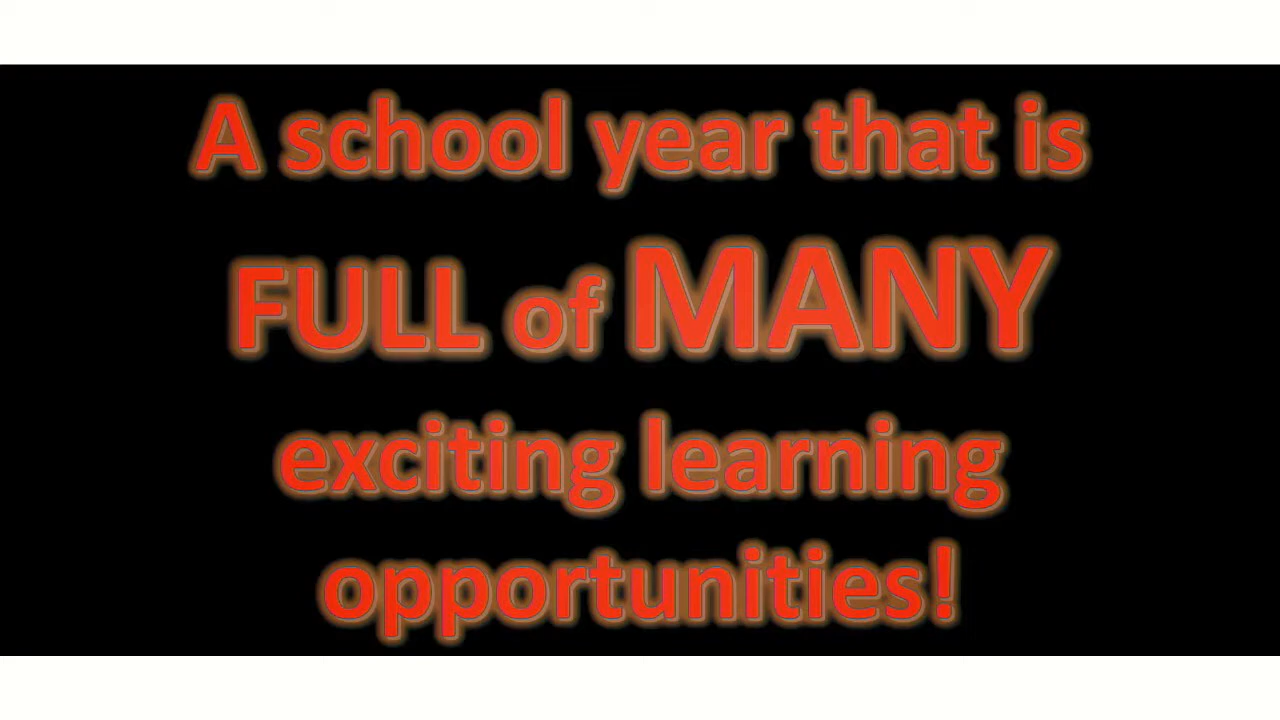 A school year that is
FULL of MANY
exciting learning
opportunities!